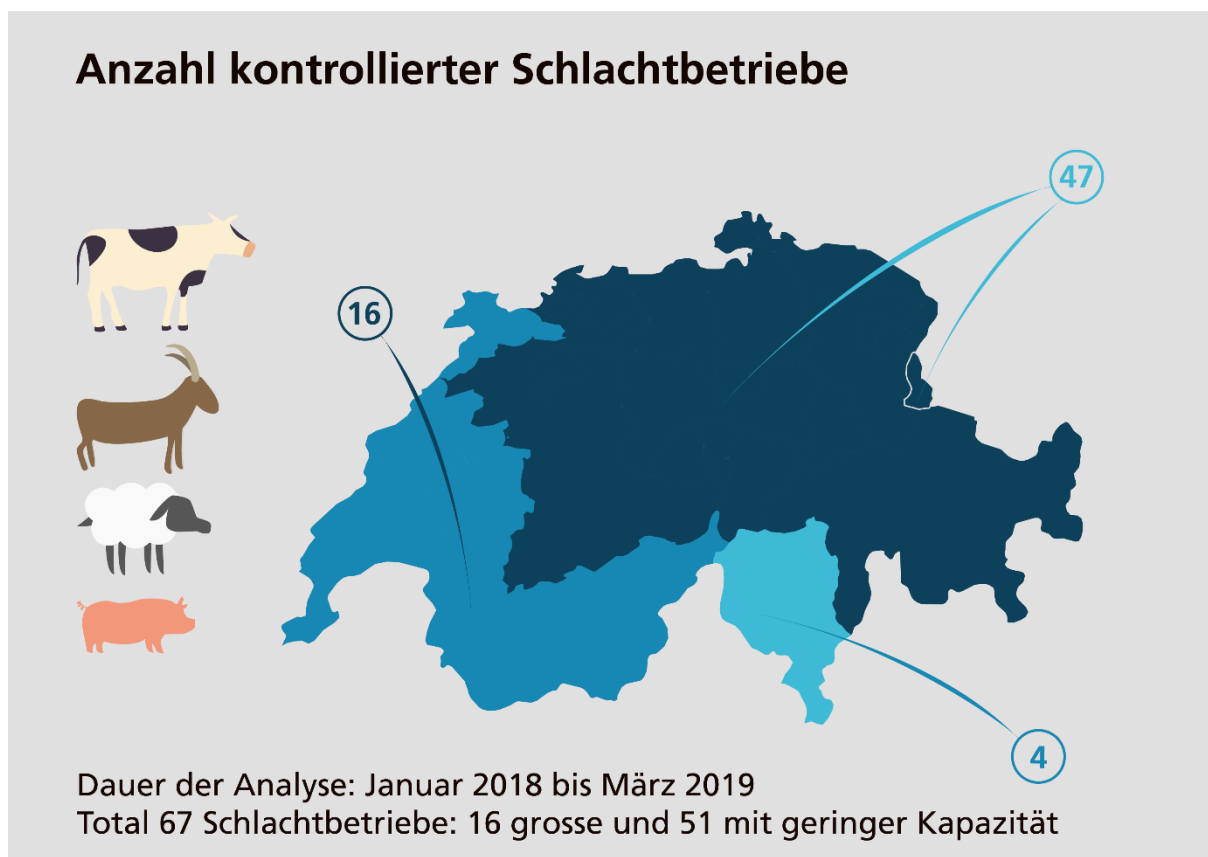 Anzahl kontrollierter Schlachtbetriebe
47
16
4
Dauer der Analyse: Januar 2018 bis März 2019
Total 67 Schlachtbetriebe: 16 grosse und 51 mit geringer Kapazität